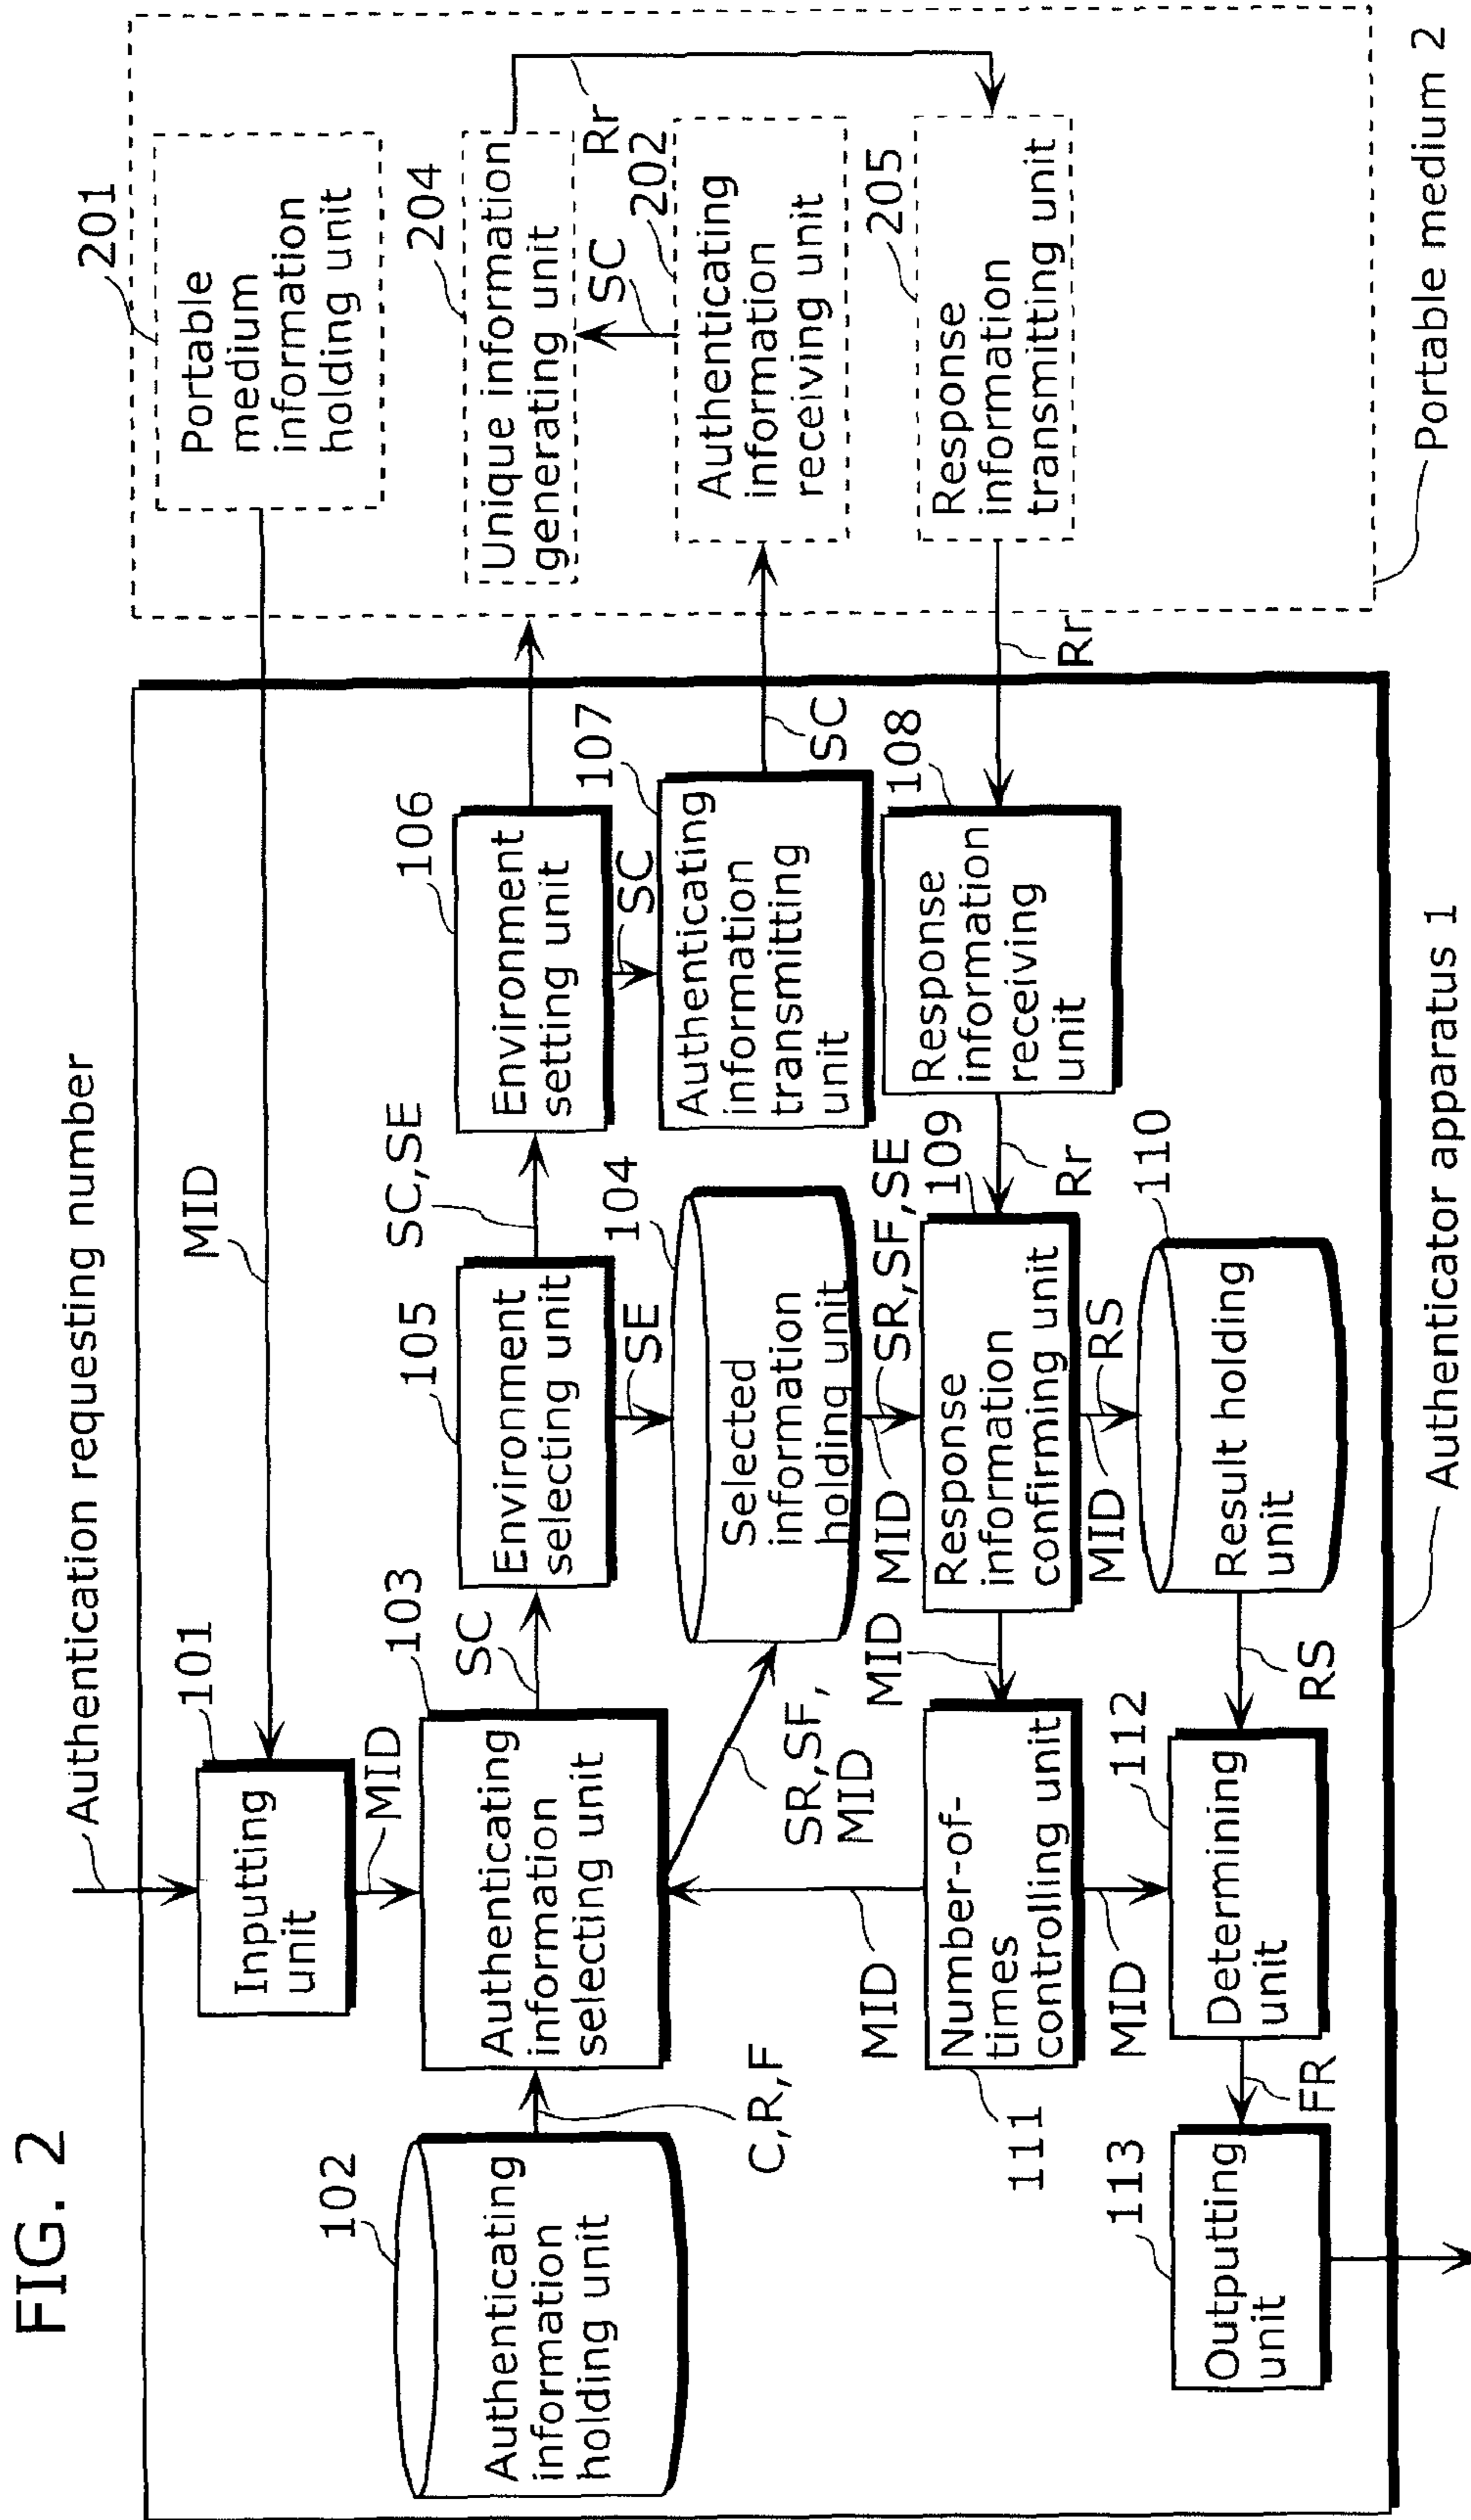 FIG. 2
Authentication requesting number
MID
101
Inputting
unit
MID
102
Authenticating
information
holding unit
C,R,F
103
Authenticating
information
selecting unit
SC
105
Environment
selecting unit
SC,SE
106
Environment
setting unit
SE
104
Selected
information
holding unit
SR,SF,
MID
SC
107
Authenticating
information
transmitting
unit
SC
MID
SR,SF,SE
108
Response
information
receiving
unit
Rr
Rr
109
Response
information
confirming unit
MID
111
Number-of-
times
controlling unit
MID
MID
MID
RS
110
Result holding
unit
RS
112
Determining
unit
FR
113
Outputting
unit
Authenticator apparatus 1
201
Portable
medium
information
holding unit
204
Unique information
generating unit
Rr
SC
202
Authenticating
information
receiving unit
205
Response
information
transmitting unit
Portable medium 2